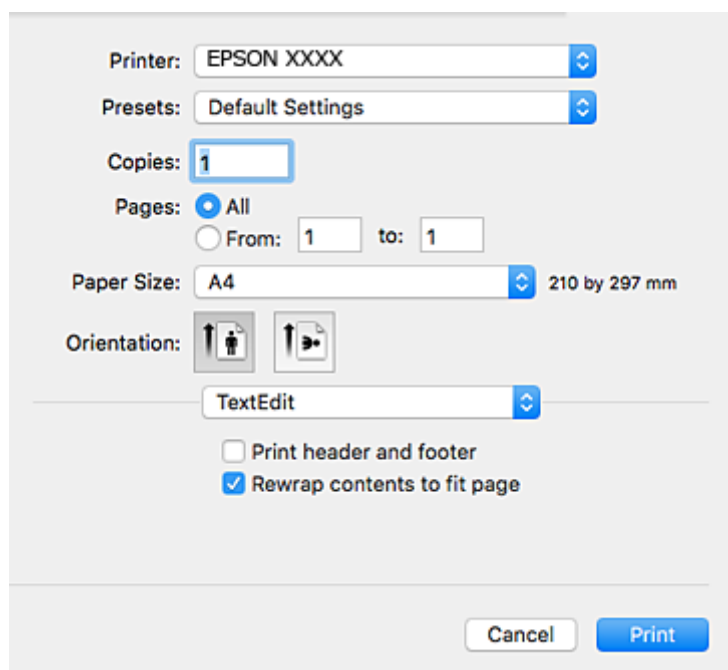 Printer: EPSON XXXX
Presets: Default Settings
Copies: 1
Pages: All
From: 1 to: 1
Paper Size: A4 210 by 297 mm
Orientation:
TextEdit
Print header and footer
Rewrap contents to fit page
Cancel Print